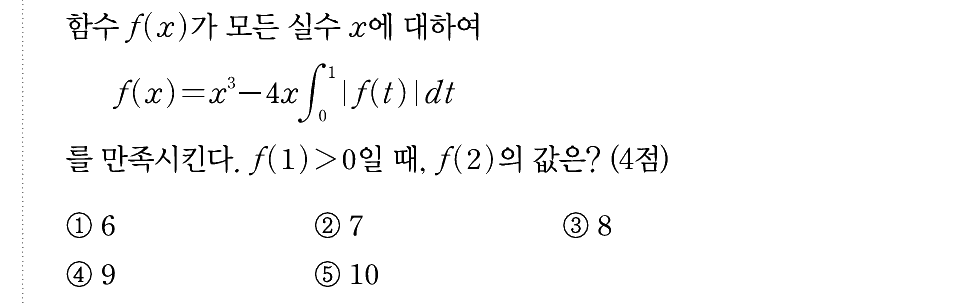 함수 f(x)가 모든 실수 x에 대하여
f(x)=x³−4x∫₀¹|f(t)|dt
를 만족시킨다. f(1)>0일 때, f(2)의 값은? (4점)
① 6 ② 7 ③ 8
④ 9 ⑤ 10